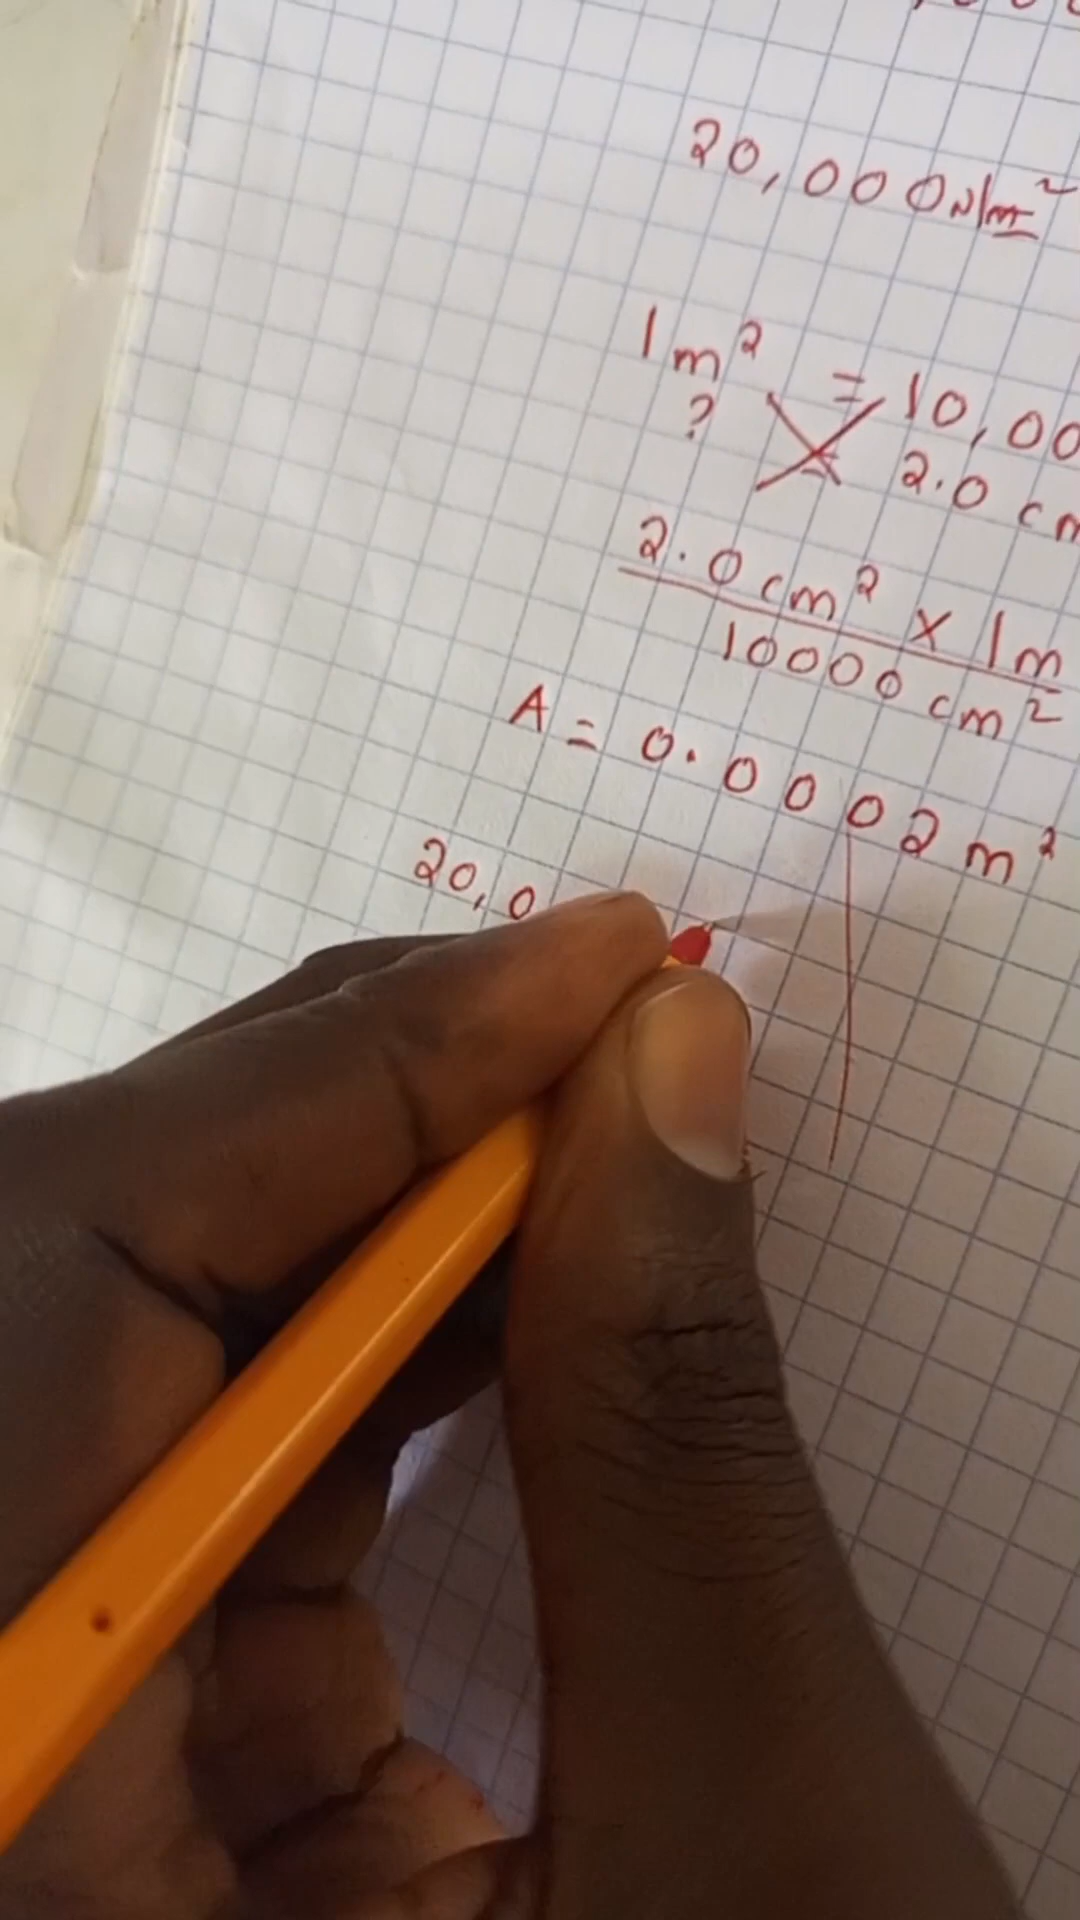 20,000N/m²
1m² = 10,00
? 2.0 cm
2.0 cm² x 1m
10000 cm²
A = 0.0002 m²
20,0